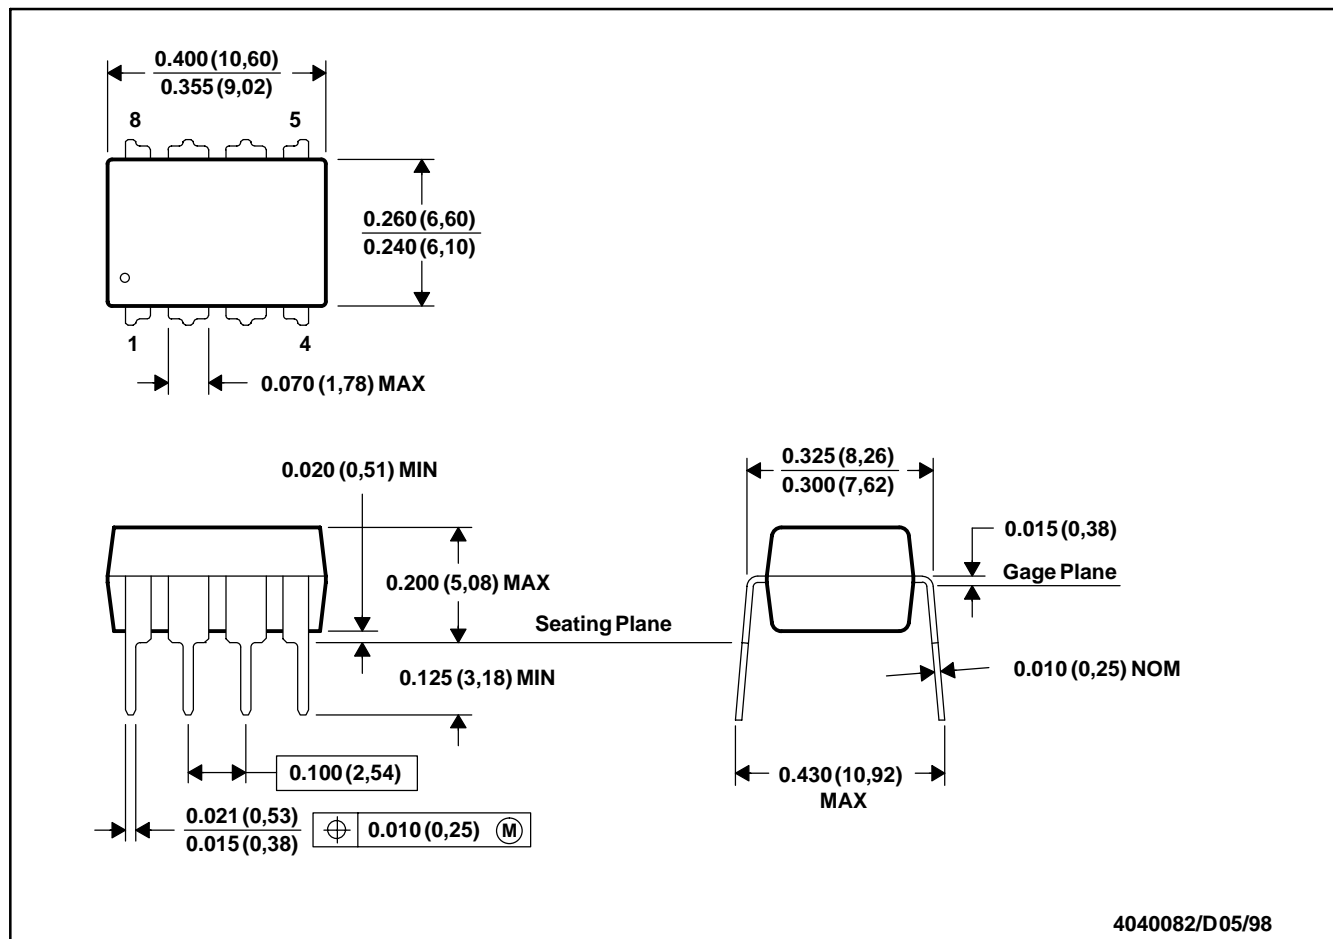 0.400 (10,60)
0.355 (9,02)
8
5
0.260 (6,60)
0.240 (6,10)
1
4
0.070 (1,78) MAX
0.020 (0,51) MIN
0.325 (8,26)
0.300 (7,62)
0.015 (0,38)
0.200 (5,08) MAX
Gage Plane
Seating Plane
0.125 (3,18) MIN
0.010 (0,25) NOM
0.100 (2,54)
0.430 (10,92)
MAX
0.021 (0,53)
0.015 (0,38)
0.010 (0,25) M
4040082/D 05/98